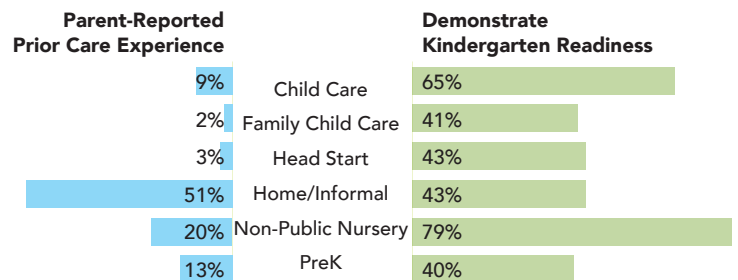 Parent-Reported
Prior Care Experience
Demonstrate
Kindergarten Readiness
9% Child Care 65%
2% Family Child Care 41%
3% Head Start 43%
51% Home/Informal 43%
20% Non-Public Nursery 79%
13% PreK 40%